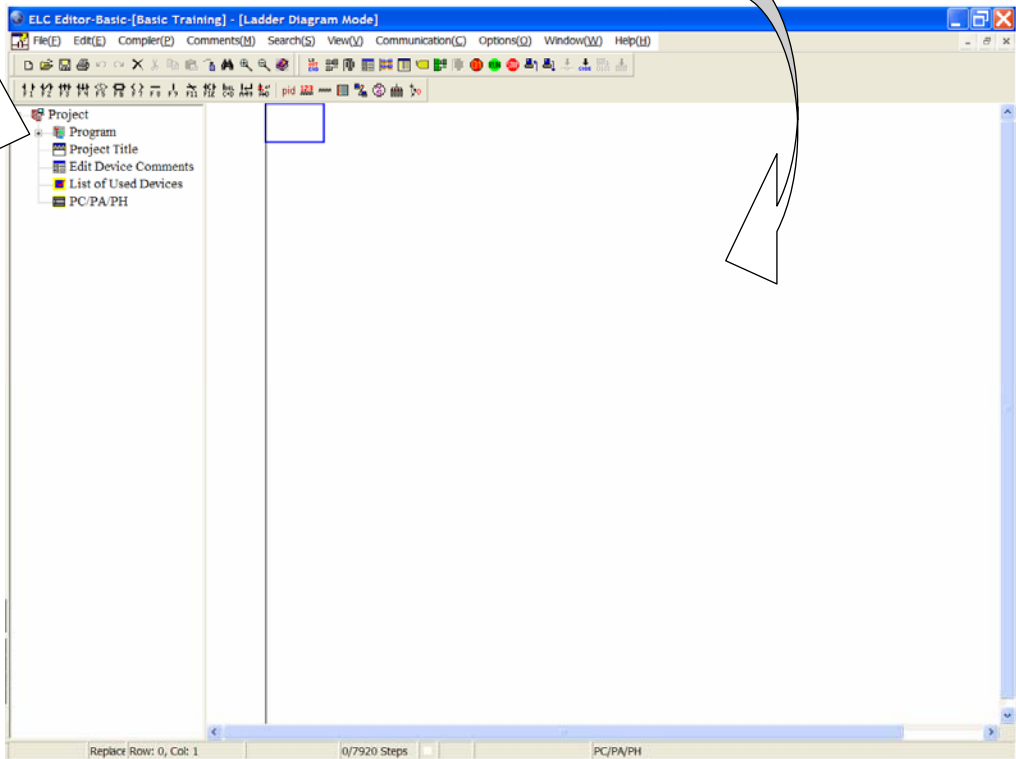 ELC Editor-Basic-[Basic Training] - [Ladder Diagram Mode]
File(F) Edit(E) Compiler(P) Comments(M) Search(S) View(V) Communication(C) Options(O) Window(W) Help(H)
pid 123
Project
Program
Project Title
Edit Device Comments
List of Used Devices
PC/PA/PH
Replace Row: 0, Col: 1 0/7920 Steps PC/PA/PH